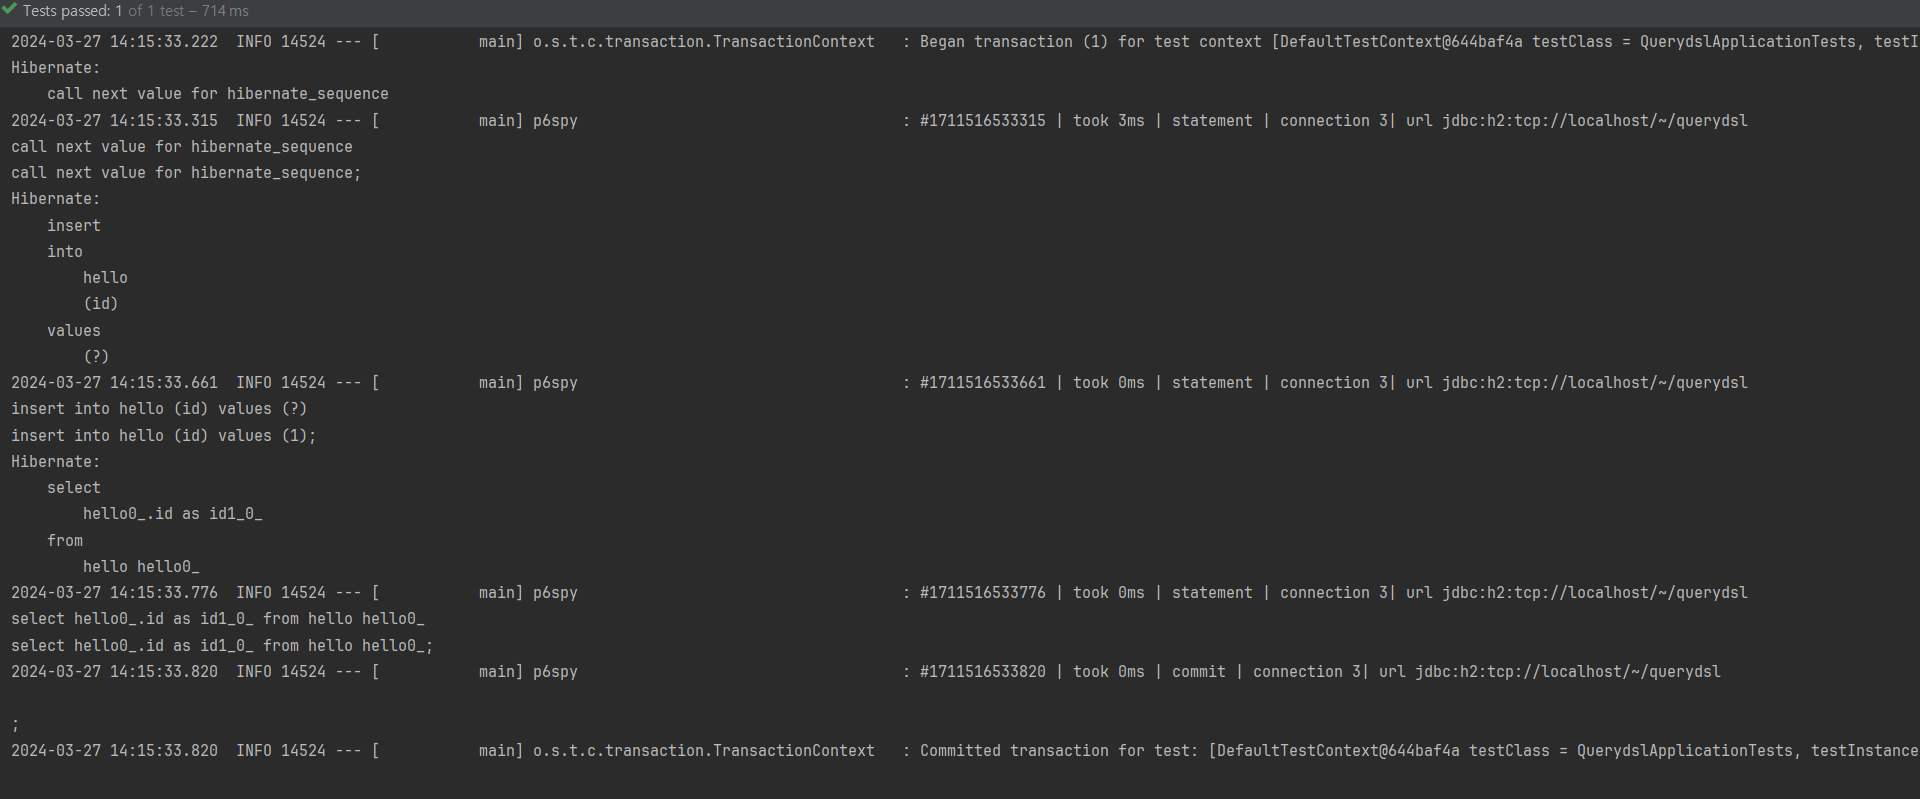 Tests passed: 1 of 1 test – 714 ms
2024-03-27 14:15:33.222  INFO 14524 --- [           main] o.s.t.c.transaction.TransactionContext   : Began transaction (1) for test context [DefaultTestContext@644baf4a testClass = QuerydslApplicationTests, testI
Hibernate:
    call next value for hibernate_sequence
2024-03-27 14:15:33.315  INFO 14524 --- [           main] p6spy                                    : #1711516533315 | took 3ms | statement | connection 3| url jdbc:h2:tcp://localhost/~/querydsl
call next value for hibernate_sequence
call next value for hibernate_sequence;
Hibernate:
    insert
    into
        hello
        (id)
    values
        (?)
2024-03-27 14:15:33.661  INFO 14524 --- [           main] p6spy                                    : #1711516533661 | took 0ms | statement | connection 3| url jdbc:h2:tcp://localhost/~/querydsl
insert into hello (id) values (?)
insert into hello (id) values (1);
Hibernate:
    select
        hello0_.id as id1_0_
    from
        hello hello0_
2024-03-27 14:15:33.776  INFO 14524 --- [           main] p6spy                                    : #1711516533776 | took 0ms | statement | connection 3| url jdbc:h2:tcp://localhost/~/querydsl
select hello0_.id as id1_0_ from hello hello0_
select hello0_.id as id1_0_ from hello hello0_;
2024-03-27 14:15:33.820  INFO 14524 --- [           main] p6spy                                    : #1711516533820 | took 0ms | commit | connection 3| url jdbc:h2:tcp://localhost/~/querydsl
;
2024-03-27 14:15:33.820  INFO 14524 --- [           main] o.s.t.c.transaction.TransactionContext   : Committed transaction for test: [DefaultTestContext@644baf4a testClass = QuerydslApplicationTests, testInstance